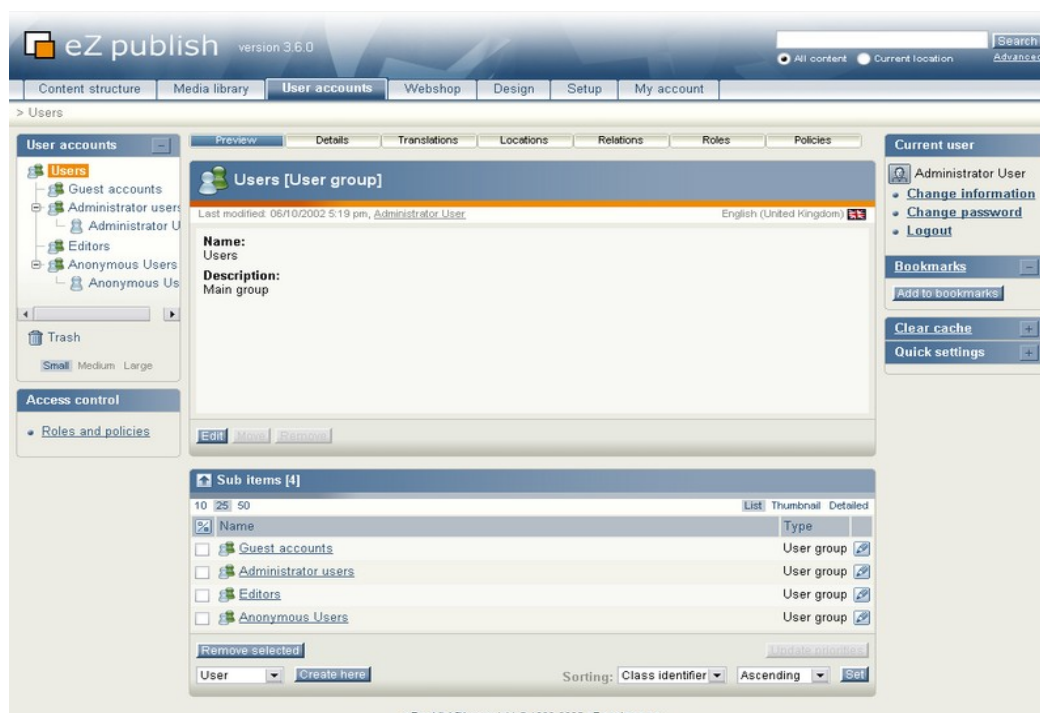 eZ publish version 3.6.0
Search
All content Current location Advanced
Content structure Media library User accounts Webshop Design Setup My account
> Users
User accounts
Users
Guest accounts
Administrator users
Administrator U
Editors
Anonymous Users
Anonymous Us
Trash
Small Medium Large
Access control
Roles and policies
Preview Details Translations Locations Relations Roles Policies
Users [User group]
Last modified: 06/10/2002 5:19 pm, Administrator User English (United Kingdom)
Name:
Users
Description:
Main group
Edit Move Remove
Sub items [4]
10 25 50 List Thumbnail Detailed
Name Type
Guest accounts User group
Administrator users User group
Editors User group
Anonymous Users User group
Remove selected Update priorities
User Create here Sorting: Class identifier Ascending Set
Current user
Administrator User
Change information
Change password
Logout
Bookmarks
Add to bookmarks
Clear cache
Quick settings